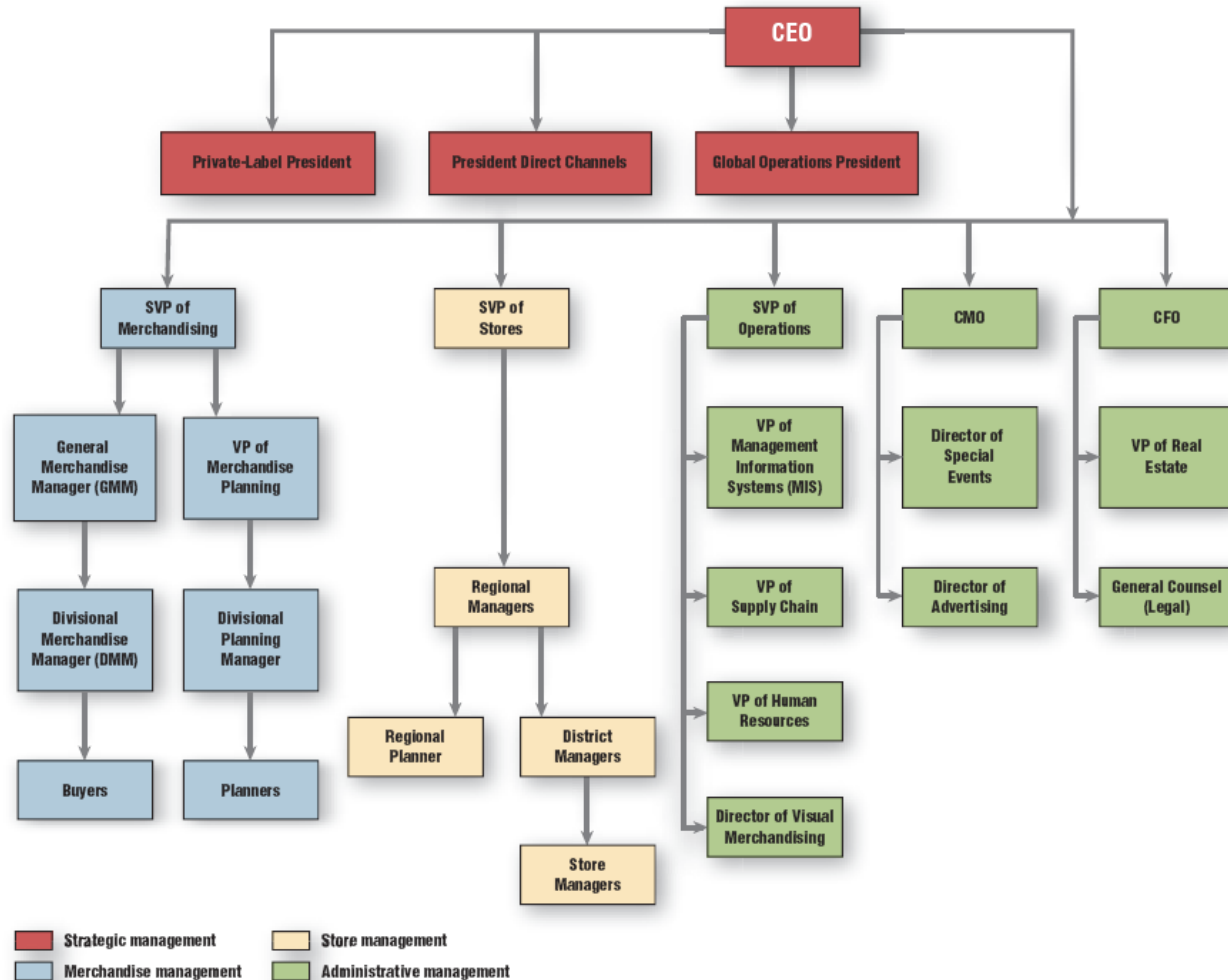 CEO
Private-Label President
President Direct Channels
Global Operations President
SVP of
Merchandising
SVP of
Stores
SVP of
Operations
CMO
CFO
General
Merchandise
Manager (GMM)
VP of
Merchandise
Planning
VP of
Management
Information
Systems (MIS)
Director of
Special
Events
VP of Real
Estate
Divisional
Merchandise
Manager (DMM)
Divisional
Planning
Manager
Regional
Managers
VP of
Supply Chain
Director of
Advertising
General Counsel
(Legal)
Buyers
Planners
Regional
Planner
District
Managers
VP of Human
Resources
Store
Managers
Director of Visual
Merchandising
Strategic management
Store management
Merchandise management
Administrative management